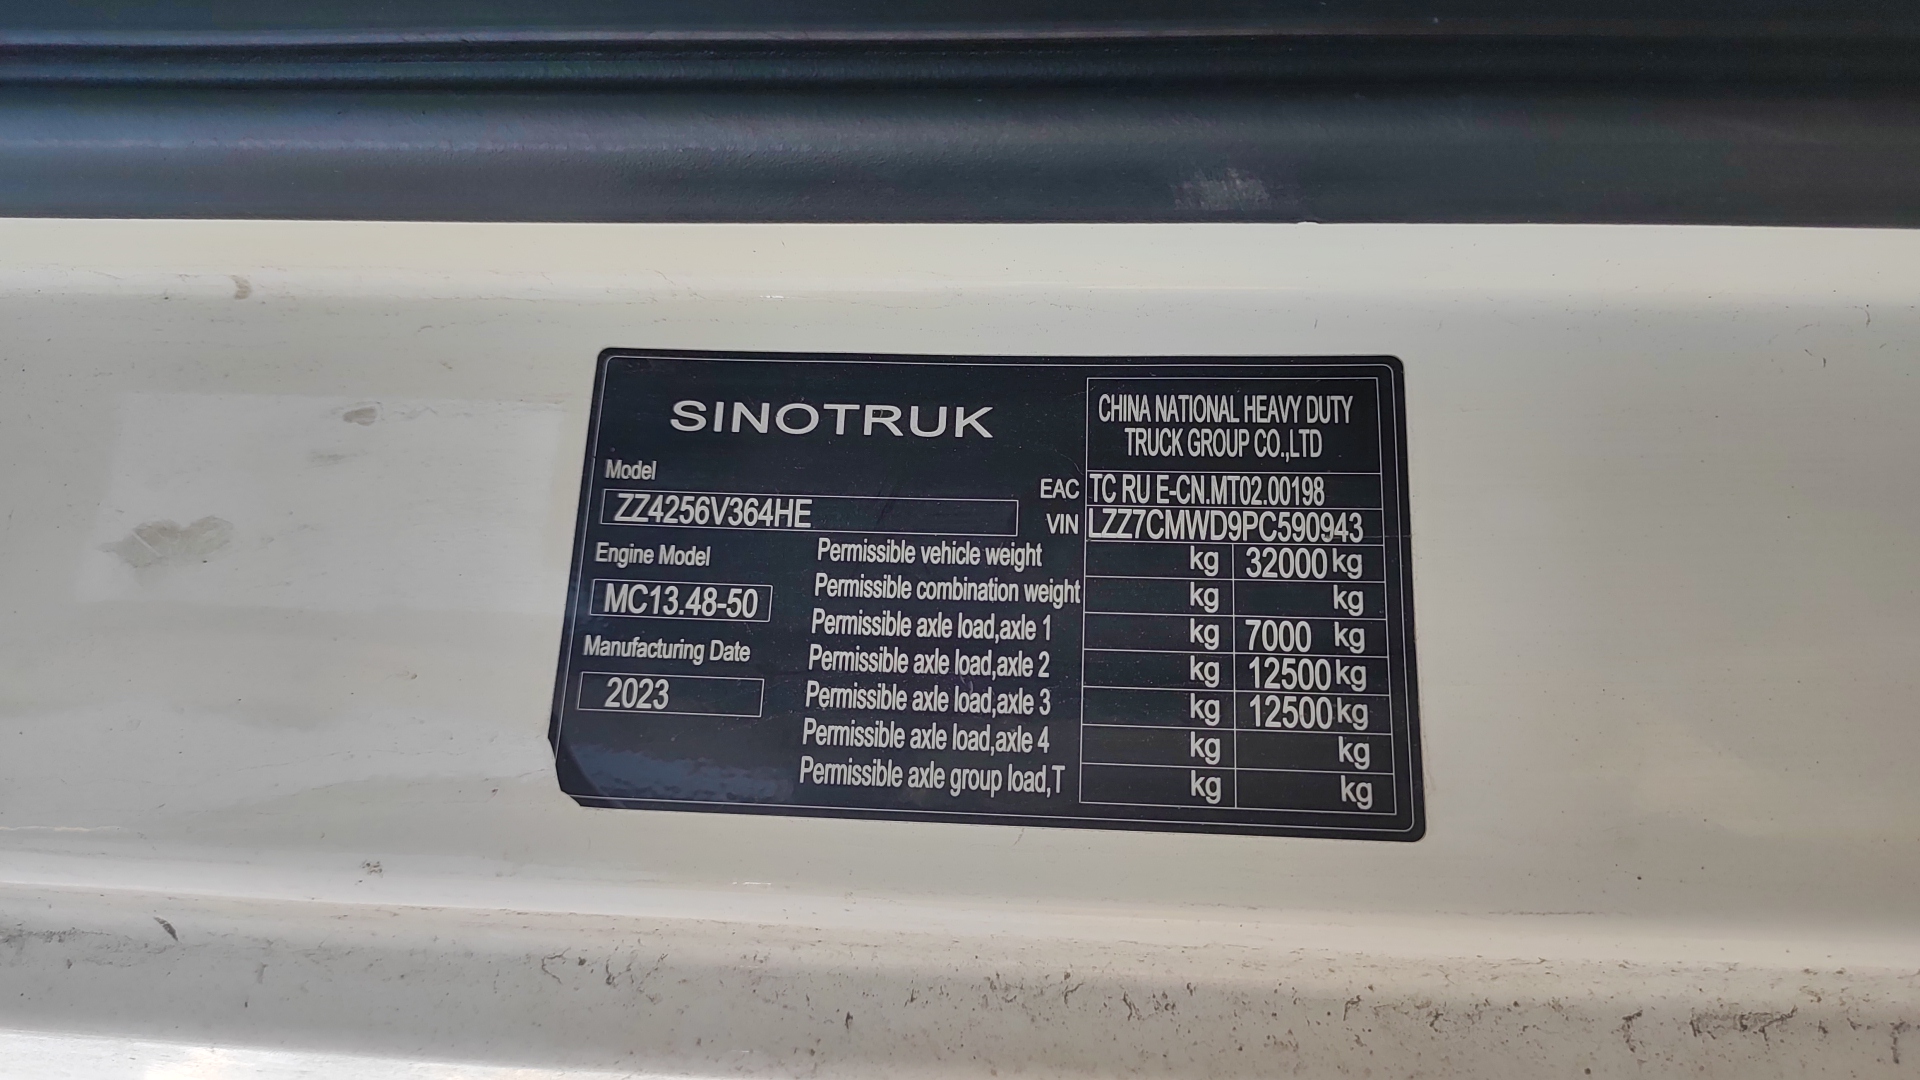 SINOTRUK
CHINA NATIONAL HEAVY DUTY
TRUCK GROUP CO.,LTD
Model
ZZ4256V364HE
EAC TC RU E-CN.MT02.00198
VIN LZZ7CMWD9PC590943
Engine Model
MC13.48-50
Manufacturing Date
2023
Permissible vehicle weight kg 32000 kg
Permissible combination weight kg kg
Permissible axle load,axle 1 kg 7000 kg
Permissible axle load,axle 2 kg 12500 kg
Permissible axle load,axle 3 kg 12500 kg
Permissible axle load,axle 4 kg kg
Permissible axle group load,T kg kg